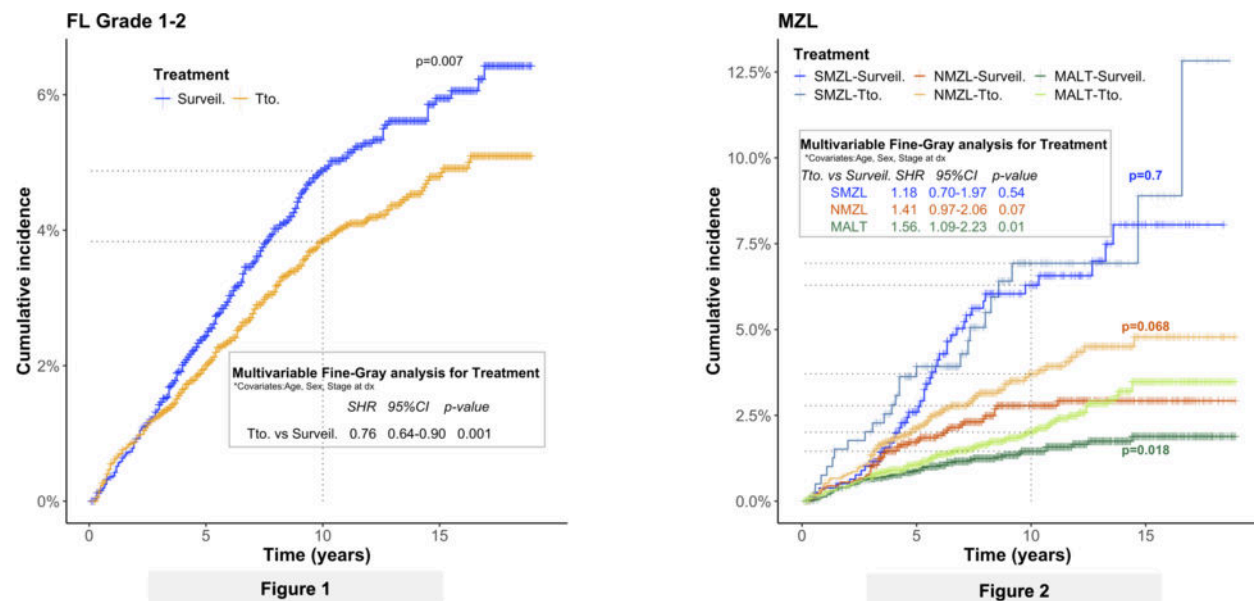 FL Grade 1-2
p=0.007
Treatment
Surveil. Tto.
6%
4%
2%
0%
Cumulative incidence
Multivariable Fine-Gray analysis for Treatment
*Covariates:Age, Sex, Stage at dx
SHR 95%CI p-value
Tto. vs Surveil. 0.76 0.64-0.90 0.001
0 5 10 15
Time (years)
Figure 1
MZL
Treatment
SMZL-Surveil. NMZL-Surveil. MALT-Surveil.
SMZL-Tto. NMZL-Tto. MALT-Tto.
12.5%
10.0%
7.5%
5.0%
2.5%
0.0%
Cumulative incidence
Multivariable Fine-Gray analysis for Treatment
*Covariates:Age, Sex, Stage at dx
Tto. vs Surveil. SHR 95%CI p-value
SMZL 1.18 0.70-1.97 0.54
NMZL 1.41 0.97-2.06 0.07
MALT 1.56. 1.09-2.23 0.01
p=0.7
p=0.068
p=0.018
0 5 10 15
Time (years)
Figure 2